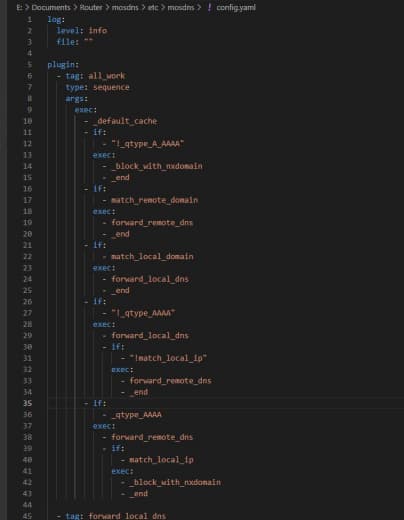 E: > Documents > Router > mosdns > etc > mosdns > ! config.yaml
1 log:
2   level: info
3   file: ""
4
5 plugin:
6   - tag: all_work
7     type: sequence
8     args:
9       exec:
10         - _default_cache
11         - if:
12             - "!_qtype_A_AAAA"
13           exec:
14             - _block_with_nxdomain
15             - _end
16         - if:
17             - match_remote_domain
18           exec:
19             - forward_remote_dns
20             - _end
21         - if:
22             - match_local_domain
23           exec:
24             - forward_local_dns
25             - _end
26         - if:
27             - "!_qtype_AAAA"
28           exec:
29             - forward_local_dns
30             - if:
31                 - "!match_local_ip"
32               exec:
33                 - forward_remote_dns
34                 - _end
35         - if:
36             - _qtype_AAAA
37           exec:
38             - forward_remote_dns
39             - if:
40                 - match_local_ip
41               exec:
42                 - _block_with_nxdomain
43                 - _end
44
45   - tag: forward_local_dns